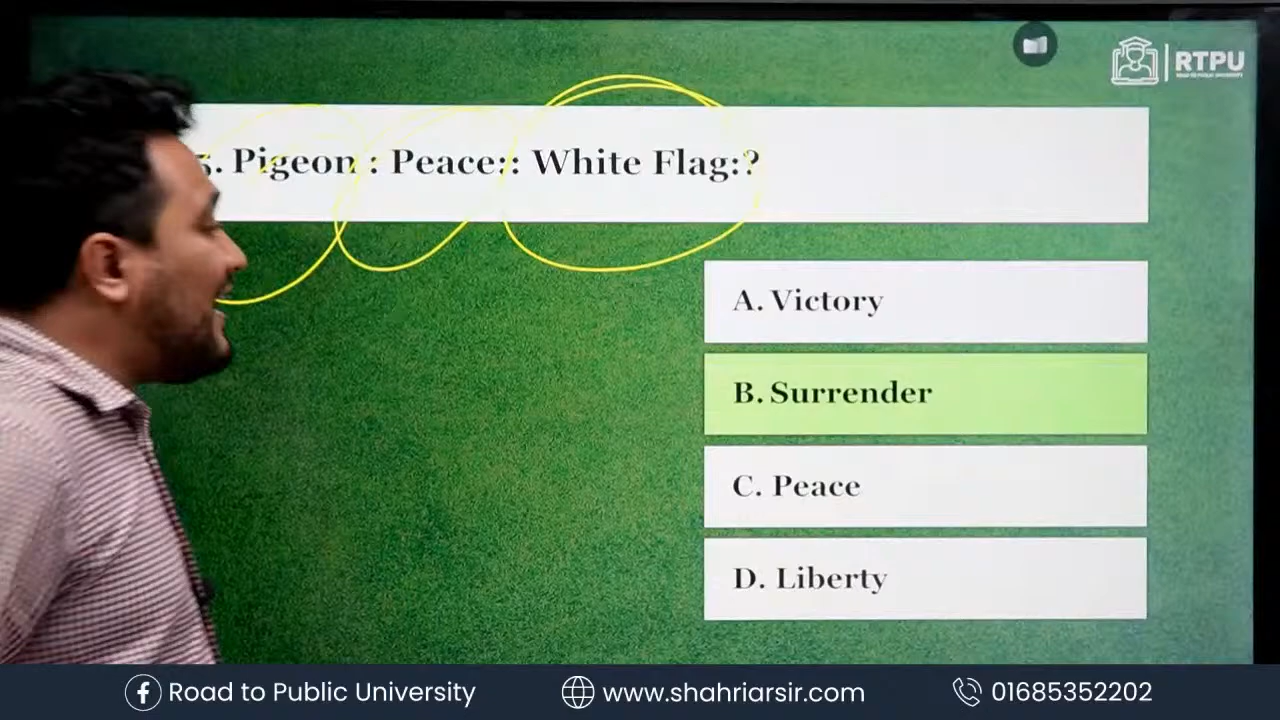 RTPU
5. Pigeon : Peace:: White Flag:?
A. Victory
B. Surrender
C. Peace
D. Liberty
Road to Public University
www.shahriarsir.com
01685352202